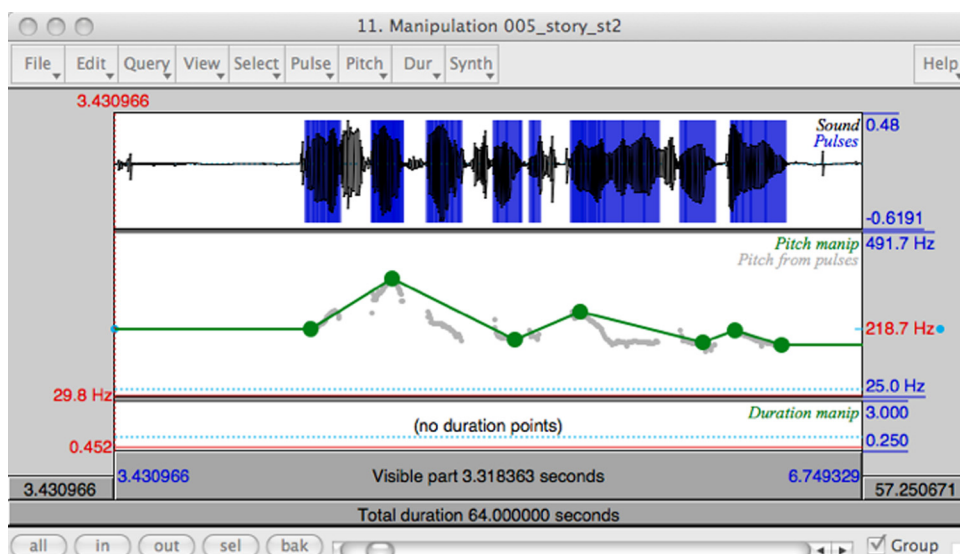 11. Manipulation 005_story_st2
File Edit Query View Select Pulse Pitch Dur Synth Help
3.430966
Sound 0.48
Pulses
-0.6191
Pitch manip 491.7 Hz
Pitch from pulses
218.7 Hz
25.0 Hz
29.8 Hz
Duration manip 3.000
(no duration points)
0.452 0.250
3.430966 Visible part 3.318363 seconds 6.749329
3.430966 57.250671
Total duration 64.000000 seconds
all in out sel bak Group